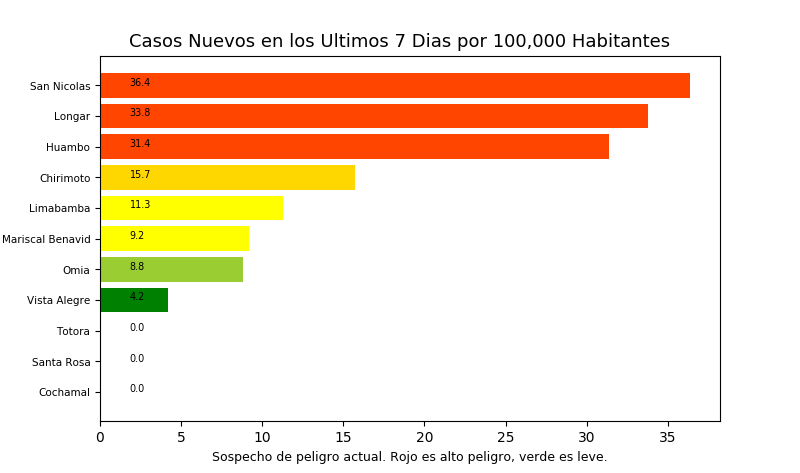 Casos Nuevos en los Ultimos 7 Dias por 100,000 Habitantes
San Nicolas 36.4
Longar 33.8
Huambo 31.4
Chirimoto 15.7
Limabamba 11.3
Mariscal Benavid 9.2
Omia 8.8
Vista Alegre 4.2
Totora 0.0
Santa Rosa 0.0
Cochamal 0.0
0 5 10 15 20 25 30 35
Sospecho de peligro actual. Rojo es alto peligro, verde es leve.